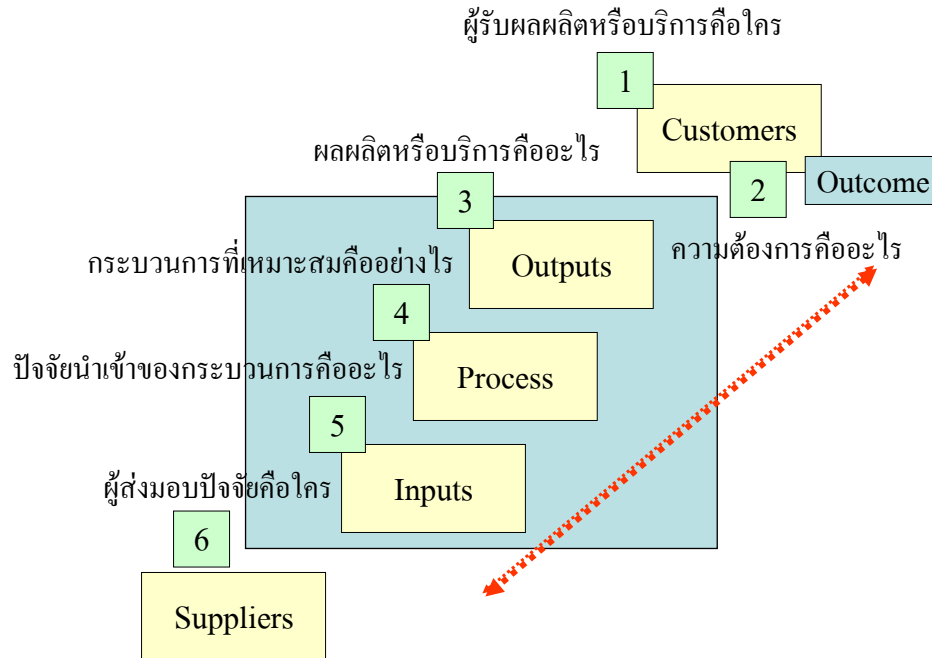 ผู้รับผลผลิตหรือบริการคือใคร
1
Customers
2
Outcome
ความต้องการคืออะไร
ผลผลิตหรือบริการคืออะไร
3
Outputs
กระบวนการที่เหมาะสมคืออย่างไร
4
Process
ปัจจัยนำเข้าของกระบวนการคืออะไร
5
Inputs
ผู้ส่งมอบปัจจัยคือใคร
6
Suppliers